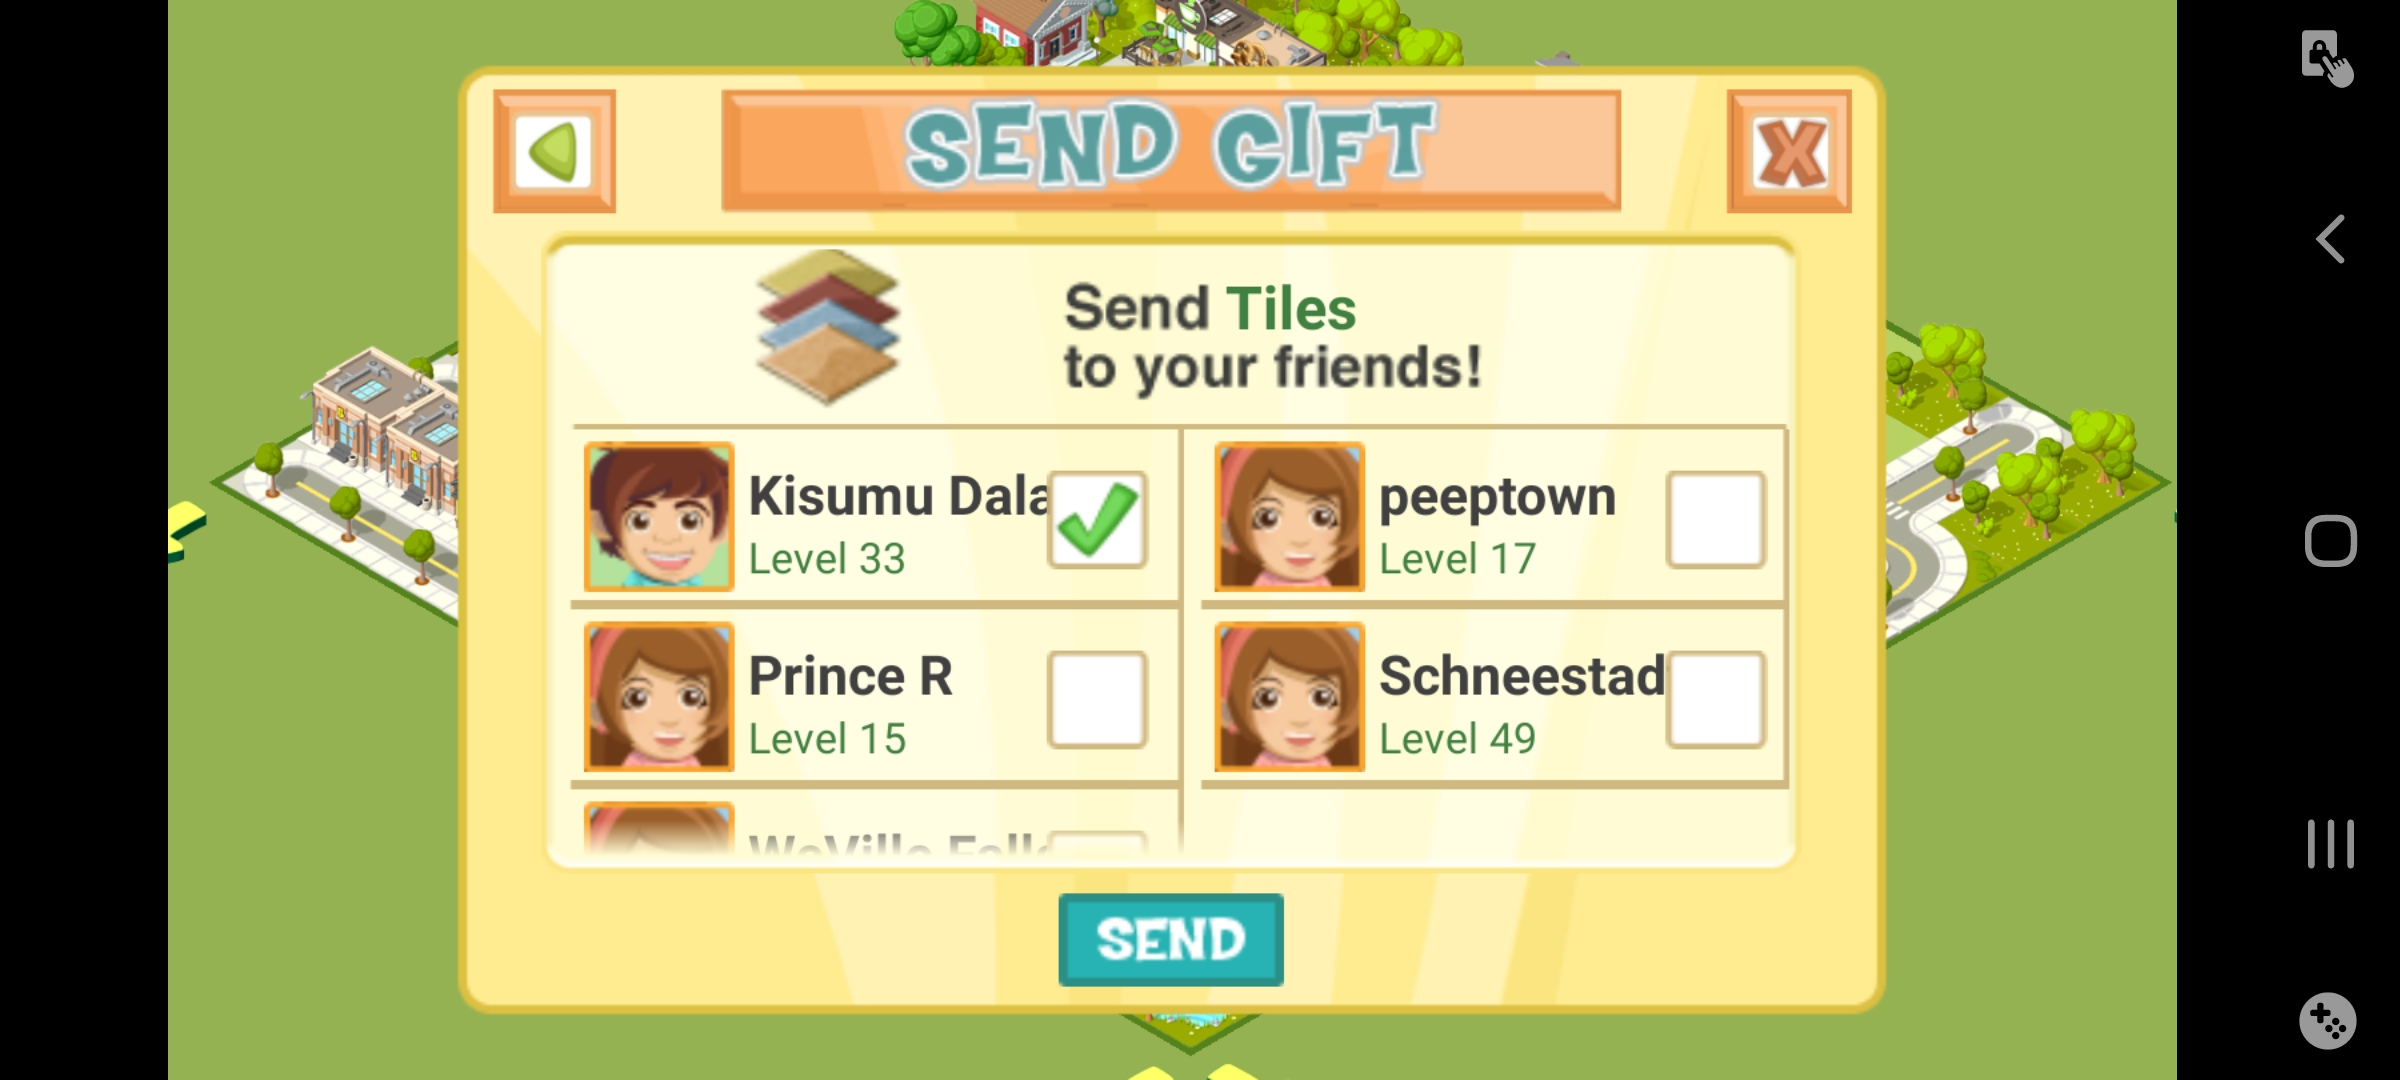 SEND GIFT
Send Tiles
to your friends!
Kisumu Dala
Level 33
peeptown
Level 17
Prince R
Level 15
Schneestad
Level 49
SEND